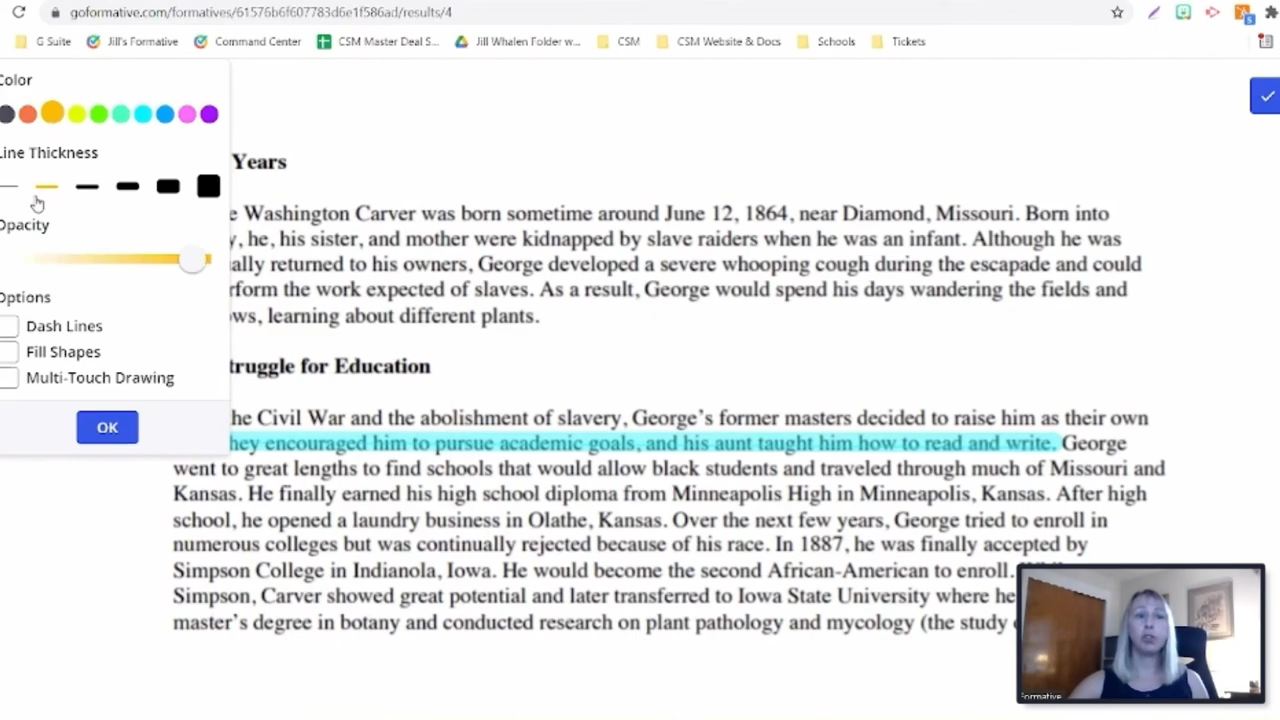 goformative.com/formatives/61576b6f607783d6e1f586ad/results/4
5
G Suite Jill's Formative Command Center CSM Master Deal S... Jill Whalen Folder w... CSM CSM Website & Docs Schools Tickets
Color
Line Thickness
Opacity
Options
Dash Lines
Fill Shapes
Multi-Touch Drawing
OK
Years
Washington Carver was born sometime around June 12, 1864, near Diamond, Missouri. Born into
he, his sister, and mother were kidnapped by slave raiders when he was an infant. Although he was
ally returned to his owners, George developed a severe whooping cough during the escapade and could
rform the work expected of slaves. As a result, George would spend his days wandering the fields and
ows, learning about different plants.
truggle for Education
he Civil War and the abolishment of slavery, George's former masters decided to raise him as their own
hey encouraged him to pursue academic goals, and his aunt taught him how to read and write. George
went to great lengths to find schools that would allow black students and traveled through much of Missouri and
Kansas. He finally earned his high school diploma from Minneapolis High in Minneapolis, Kansas. After high
school, he opened a laundry business in Olathe, Kansas. Over the next few years, George tried to enroll in
numerous colleges but was continually rejected because of his race. In 1887, he was finally accepted by
Simpson College in Indianola, Iowa. He would become the second African-American to enroll.
Simpson, Carver showed great potential and later transferred to Iowa State University where he
master's degree in botany and conducted research on plant pathology and mycology (the study
Formative